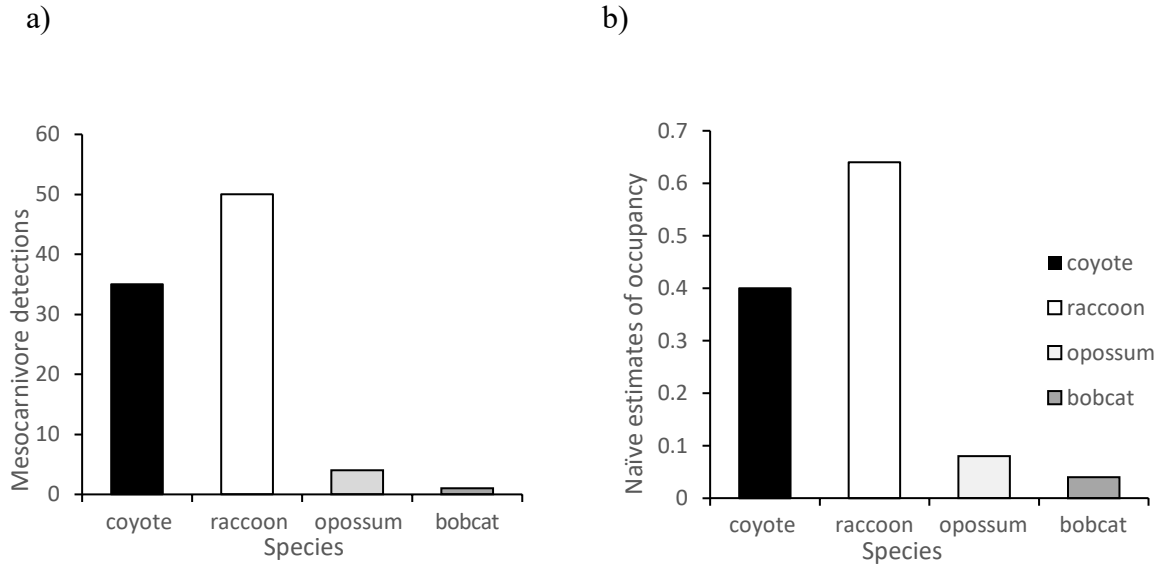 a)
Mesocarnivore detections
60
50
40
30
20
10
0
coyote raccoon opossum bobcat
Species
b)
Naïve estimates of occupancy
0.7
0.6
0.5
0.4
0.3
0.2
0.1
0
coyote raccoon opossum bobcat
Species
coyote
raccoon
opossum
bobcat